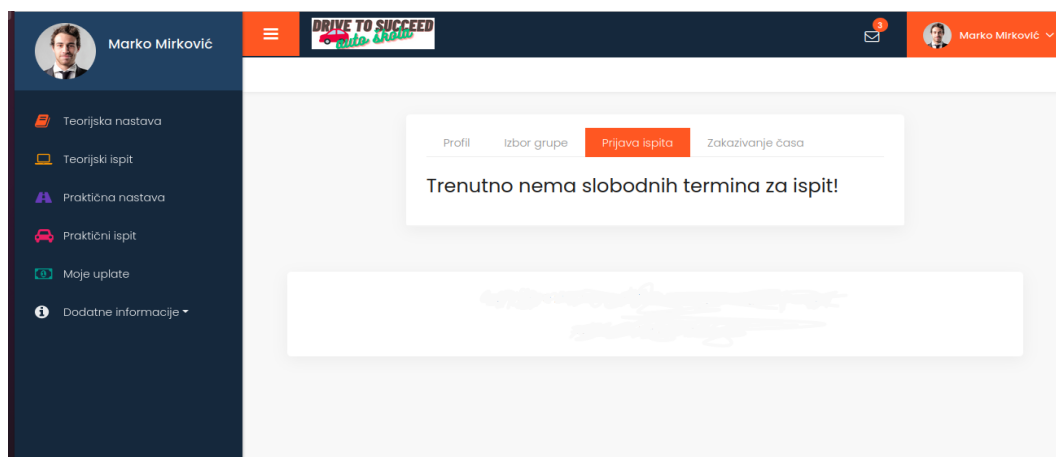 Marko Mirković
DRIVE TO SUCCEED
auto škola
3
Marko Mirković
Teorijska nastava
Teorijski ispit
Praktična nastava
Praktični ispit
Moje uplate
Dodatne informacije
Profil
Izbor grupe
Prijava ispita
Zakazivanje časa
Trenutno nema slobodnih termina za ispit!